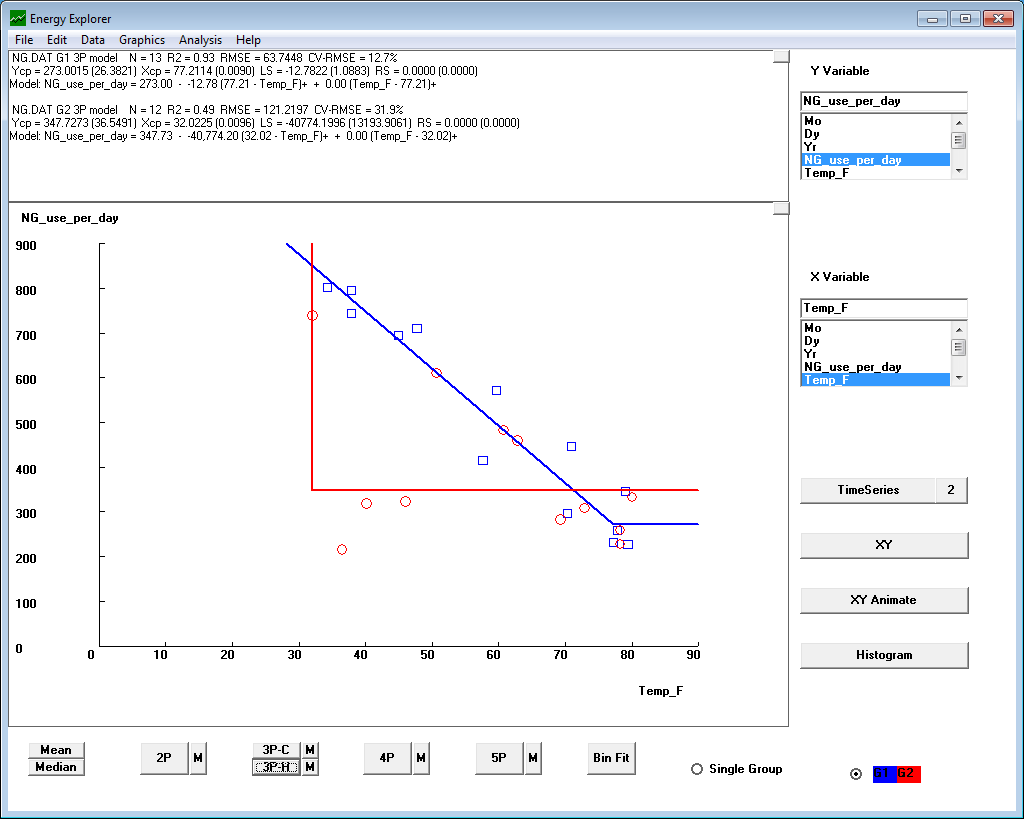 Energy Explorer
File Edit Data Graphics Analysis Help
NG.DAT G1 3P model N = 13 R2 = 0.93 RMSE = 63.7448 CV-RMSE = 12.7%
Ycp = 273.0015 (26.3821) Xcp = 77.2114 (0.0090) LS = -12.7822 (1.0883) RS = 0.0000 (0.0000)
Model: NG_use_per_day = 273.00 - -12.78 (77.21 - Temp_F)+ + 0.00 (Temp_F - 77.21)+
NG.DAT G2 3P model N = 12 R2 = 0.49 RMSE = 121.2197 CV-RMSE = 31.9%
Ycp = 347.7273 (36.5491) Xcp = 32.0225 (0.0096) LS = -40774.1996 (13193.9061) RS = 0.0000 (0.0000)
Model: NG_use_per_day = 347.73 - -40,774.20 (32.02 - Temp_F)+ + 0.00 (Temp_F - 32.02)+
Y Variable
NG_use_per_day
Mo
Dy
Yr
NG_use_per_day
Temp_F
NG_use_per_day
900
800
700
600
500
400
300
200
100
0
0 10 20 30 40 50 60 70 80 90
Temp_F
X Variable
Temp_F
Mo
Dy
Yr
NG_use_per_day
Temp_F
TimeSeries 2
XY
XY Animate
Histogram
Mean
Median
2P M
3P-C M
3P-H M
4P M
5P M
Bin Fit
Single Group
G1 G2